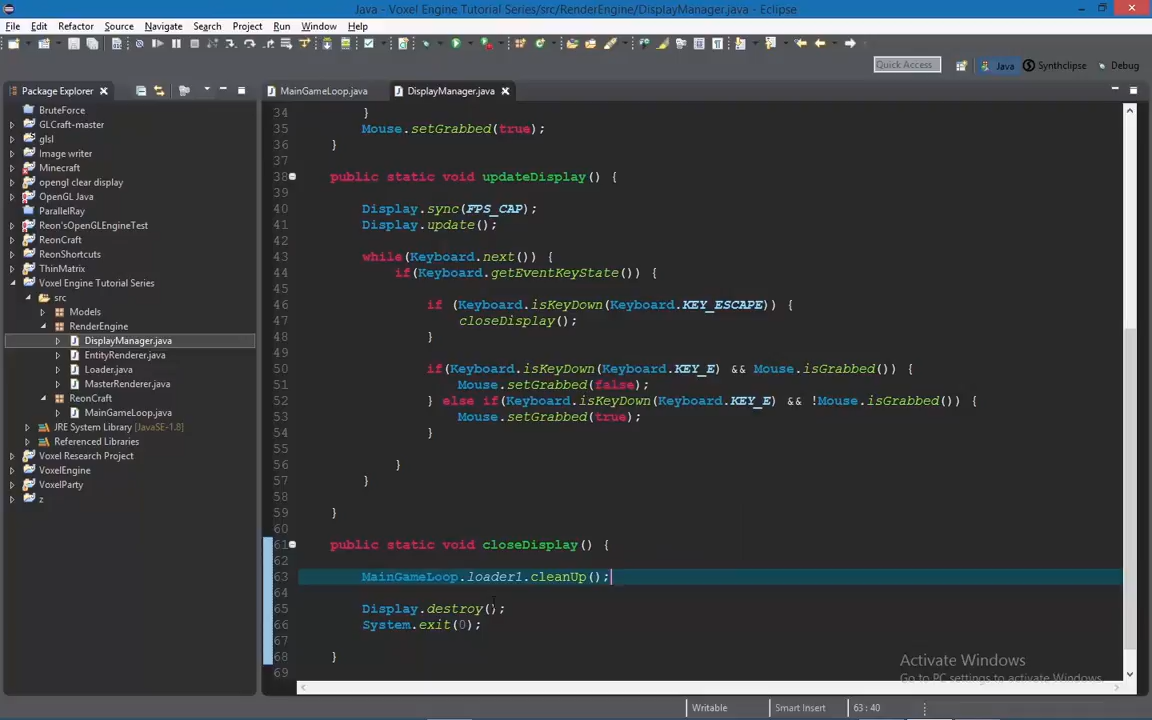 Java - Voxel Engine Tutorial Series/src/RenderEngine/DisplayManager.java - Eclipse
File Edit Refactor Source Navigate Search Project Run Window Help
Quick Access
Java
Synthclipse
Debug
Package Explorer
MainGameLoop.java
DisplayManager.java
BruteForce
GLCraft-master
glsl
Image writer
Minecraft
opengl clear display
OpenGL Java
ParallelRay
Reon'sOpenGLEngineTest
ReonCraft
ReonShortcuts
ThinMatrix
Voxel Engine Tutorial Series
src
Models
RenderEngine
DisplayManager.java
EntityRenderer.java
Loader.java
MasterRenderer.java
ReonCraft
MainGameLoop.java
JRE System Library [JavaSE-1.8]
Referenced Libraries
Voxel Research Project
VoxelEngine
VoxelParty
z
34 }
35 Mouse.setGrabbed(true);
36 }
37
38 public static void updateDisplay() {
39
40 Display.sync(FPS_CAP);
41 Display.update();
42
43 while(Keyboard.next()) {
44 if(Keyboard.getEventKeyState()) {
45
46 if (Keyboard.isKeyDown(Keyboard.KEY_ESCAPE)) {
47 closeDisplay();
48 }
49
50 if(Keyboard.isKeyDown(Keyboard.KEY_E) && Mouse.isGrabbed()) {
51 Mouse.setGrabbed(false);
52 } else if(Keyboard.isKeyDown(Keyboard.KEY_E) && !Mouse.isGrabbed()) {
53 Mouse.setGrabbed(true);
54 }
55
56 }
57 }
58
59 }
60
61 public static void closeDisplay() {
62
63 MainGameLoop.loader1.cleanUp();
64
65 Display.destroy();
66 System.exit(0);
67
68 }
69
Activate Windows
Go to PC settings to activate Windows.
Writable
Smart Insert
63 : 40